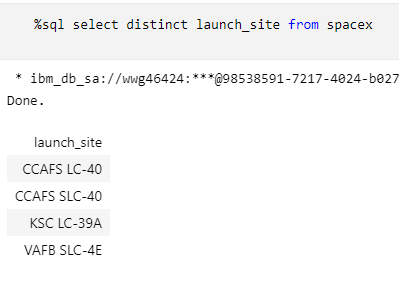 %sql select distinct launch_site from spacex
* ibm_db_sa://wwg46424:***@98538591-7217-4024-b027
Done.
launch_site
CCAFS LC-40
CCAFS SLC-40
KSC LC-39A
VAFB SLC-4E